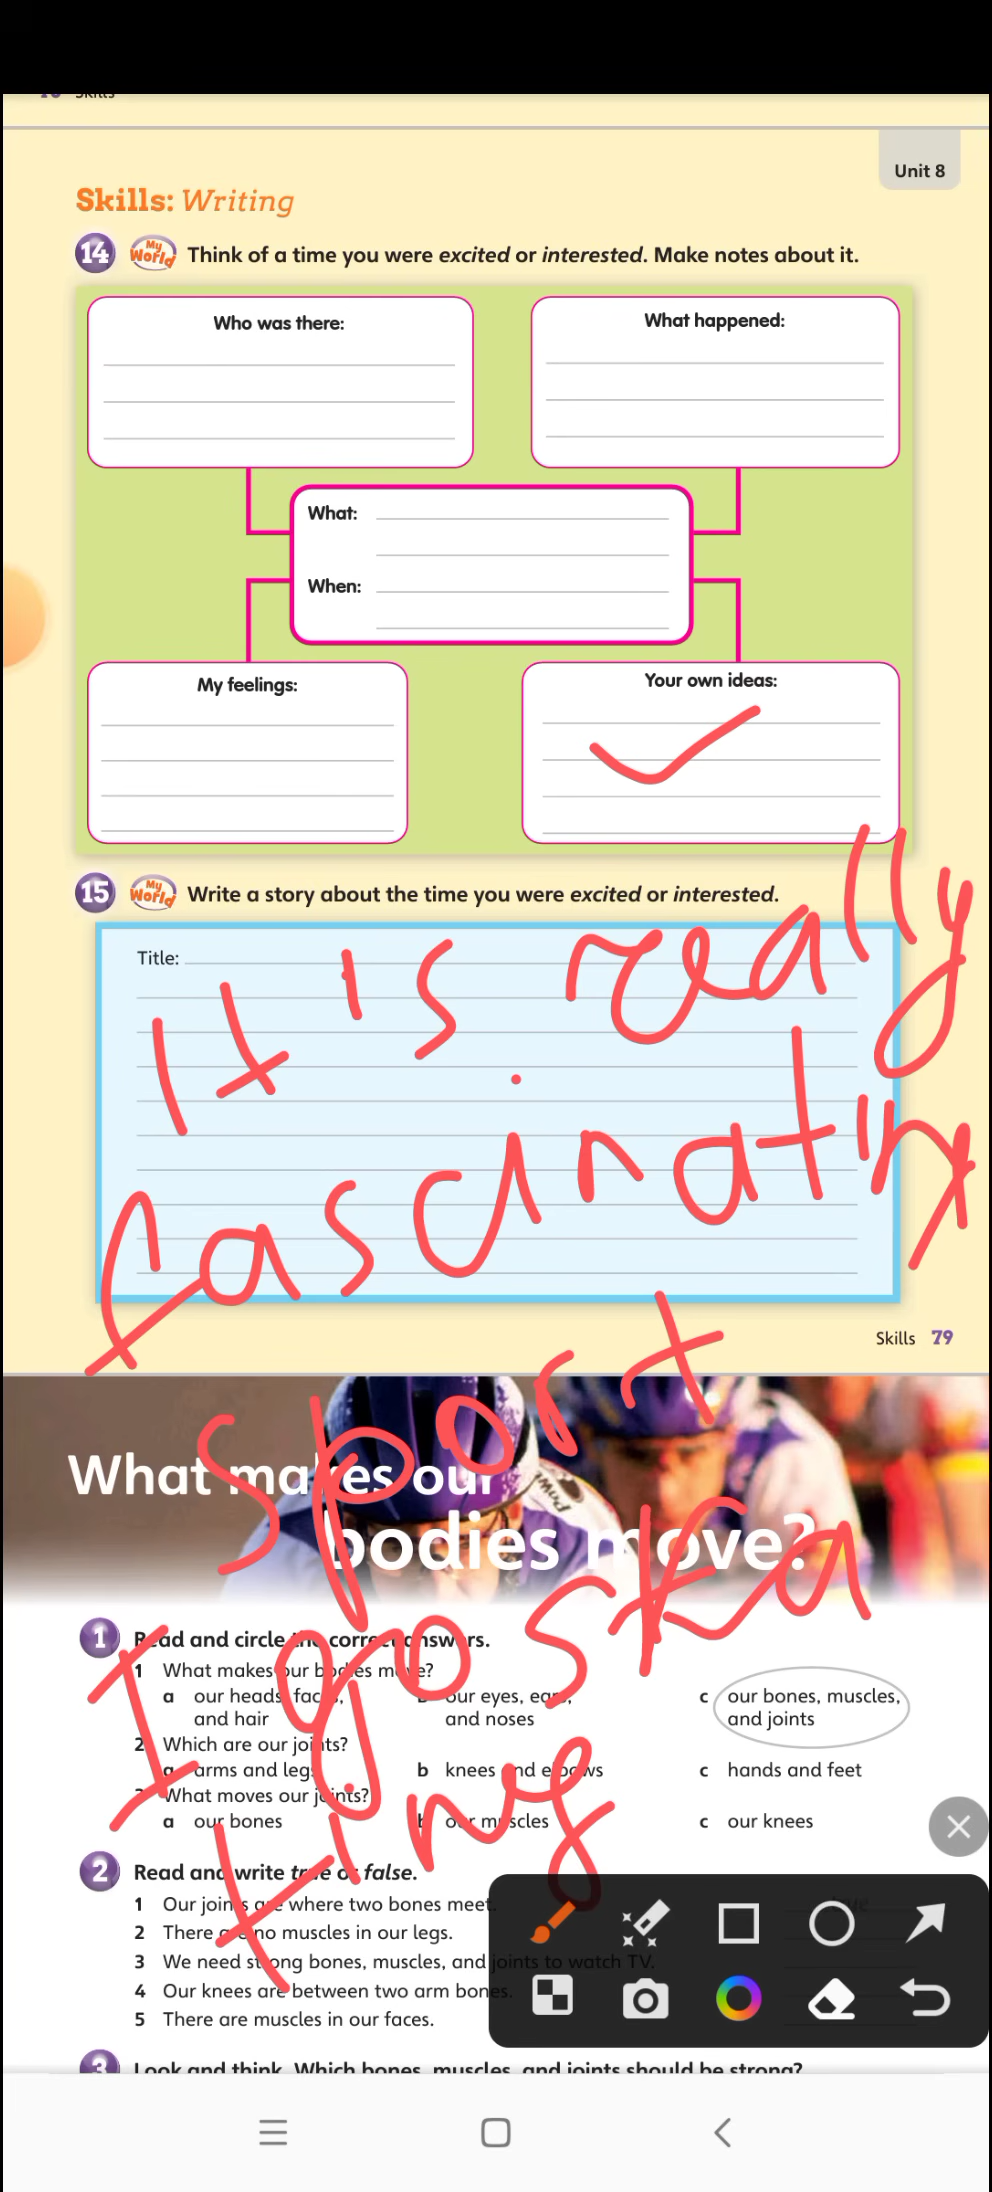 Skills
Unit 8
Skills: Writing
14 My World Think of a time you were excited or interested. Make notes about it.
Who was there:
What happened:
What:
When:
My feelings:
Your own ideas:
15 My World Write a story about the time you were excited or interested.
Title:
It's really
fascinating
Skills 79
sport
What makes our
bodies move?
I go ska
ting
1 Read and circle the correct answers.
1 What makes our bodies move?
a our heads, faces, and hair
b our eyes, ears, and noses
c our bones, muscles, and joints
2 Which are our joints?
a arms and legs
b knees and elbows
c hands and feet
3 What moves our joints?
a our bones
b our muscles
c our knees
2 Read and write true or false.
1 Our joints are where two bones meet.
2 There are no muscles in our legs.
3 We need strong bones, muscles, and joints to watch TV.
4 Our knees are between two arm bones.
5 There are muscles in our faces.
3 Look and think. Which bones, muscles, and joints should be strong?